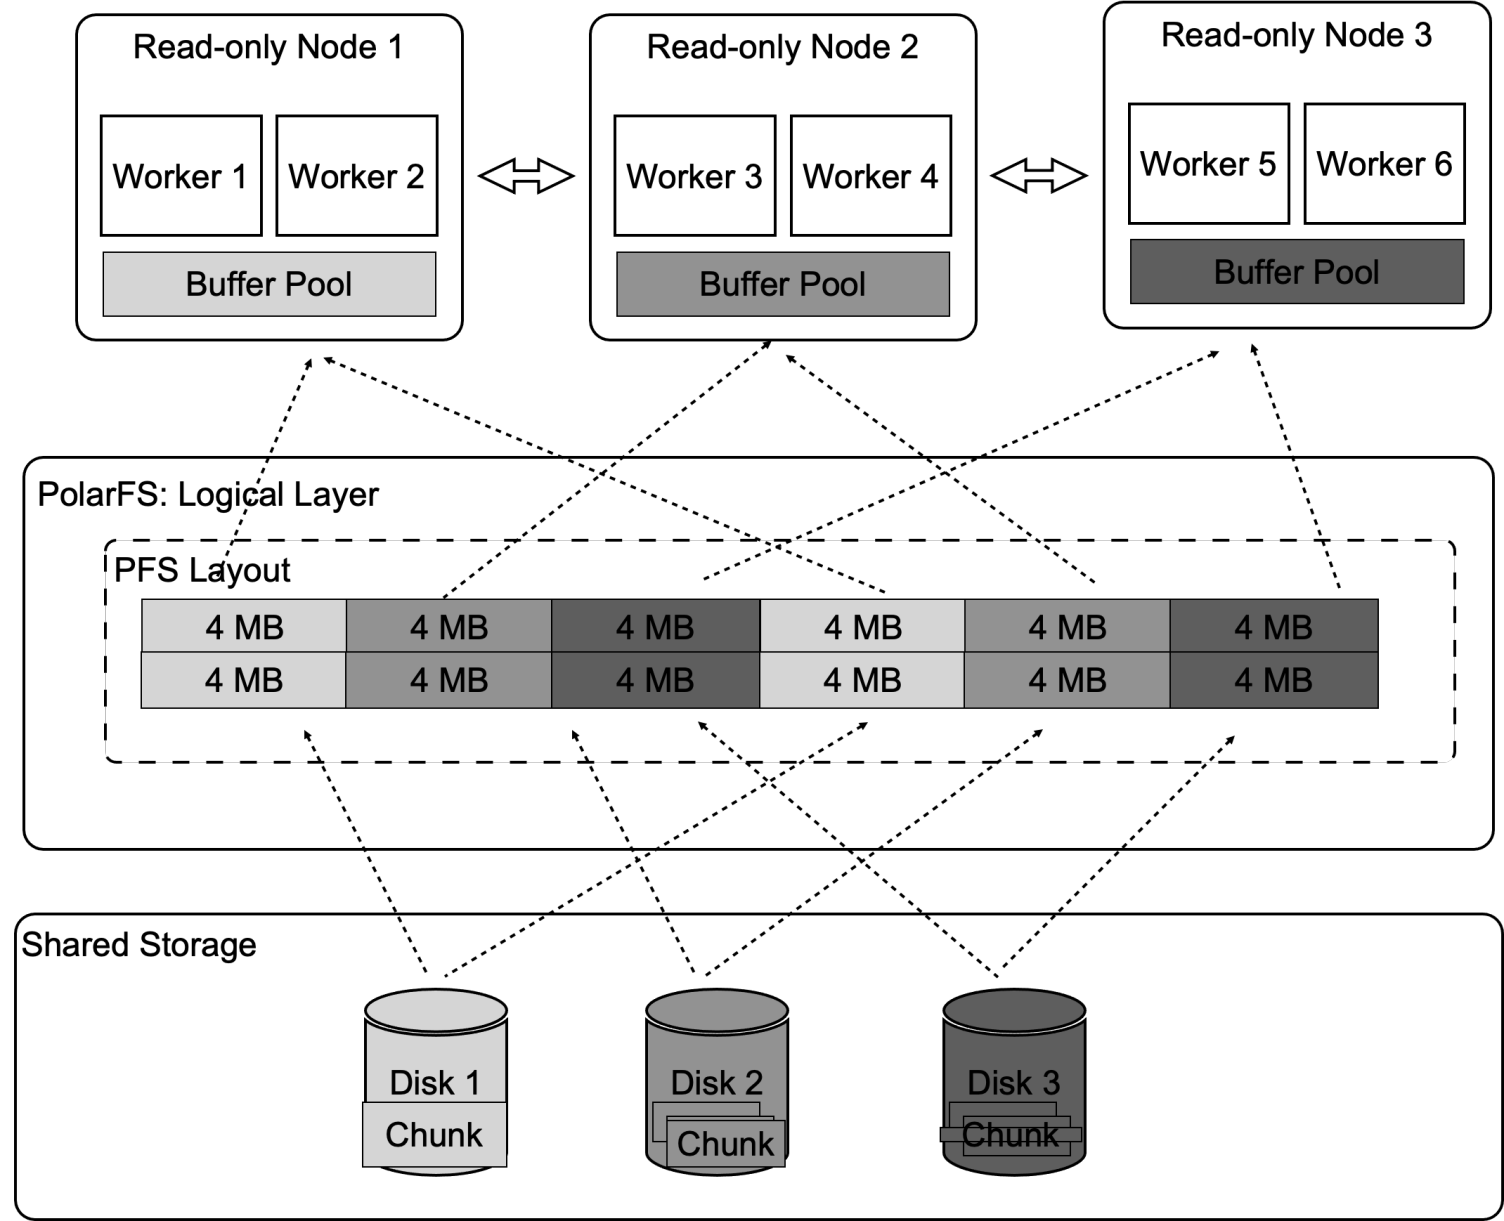 Read-only Node 1
Read-only Node 2
Read-only Node 3
Worker 1
Worker 2
Worker 3
Worker 4
Worker 5
Worker 6
Buffer Pool
Buffer Pool
Buffer Pool
PolarFS: Logical Layer
PFS Layout
4 MB 4 MB 4 MB 4 MB 4 MB 4 MB
4 MB 4 MB 4 MB 4 MB 4 MB 4 MB
Shared Storage
Disk 1
Disk 2
Disk 3
Chunk
Chunk
Chunk